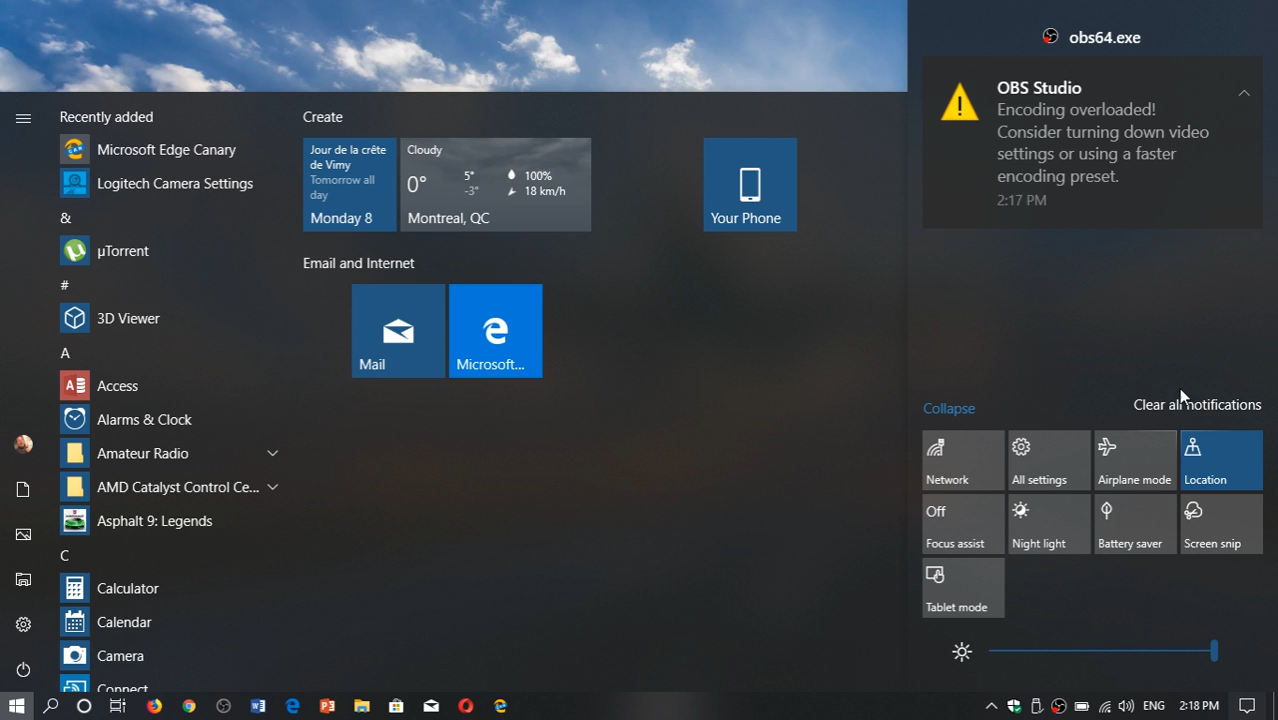 Recently added
Microsoft Edge Canary
Logitech Camera Settings
&
µTorrent
#
3D Viewer
A
Access
Alarms & Clock
Amateur Radio
AMD Catalyst Control Ce...
Asphalt 9: Legends
C
Calculator
Calendar
Camera
Connect
Create
Jour de la crête
de Vimy
Tomorrow all
day
Monday 8
Cloudy
0°
5°
-3°
100%
18 km/h
Montreal, QC
Your Phone
Email and Internet
Mail
Microsoft...
obs64.exe
OBS Studio
Encoding overloaded!
Consider turning down video
settings or using a faster
encoding preset.
2:17 PM
Collapse
Clear all notifications
Network
All settings
Airplane mode
Location
Off
Focus assist
Night light
Battery saver
Screen snip
Tablet mode
ENG
2:18 PM